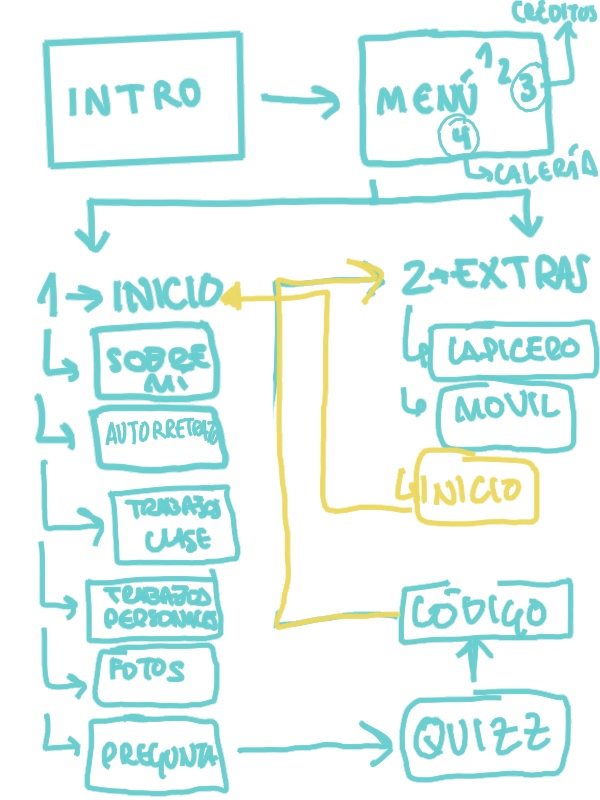 CRÉDITOS
INTRO
MENÚ
1
2
3
4
GALERÍA
1 → INICIO
SOBRE
MÍ
AUTORRETRATO
TRABAJOS
CLASE
TRABAJOS
PERSONALES
FOTOS
PREGUNTA
2 → EXTRAS
LAPICERO
MOVIL
INICIO
CÓDIGO
QUIZZ